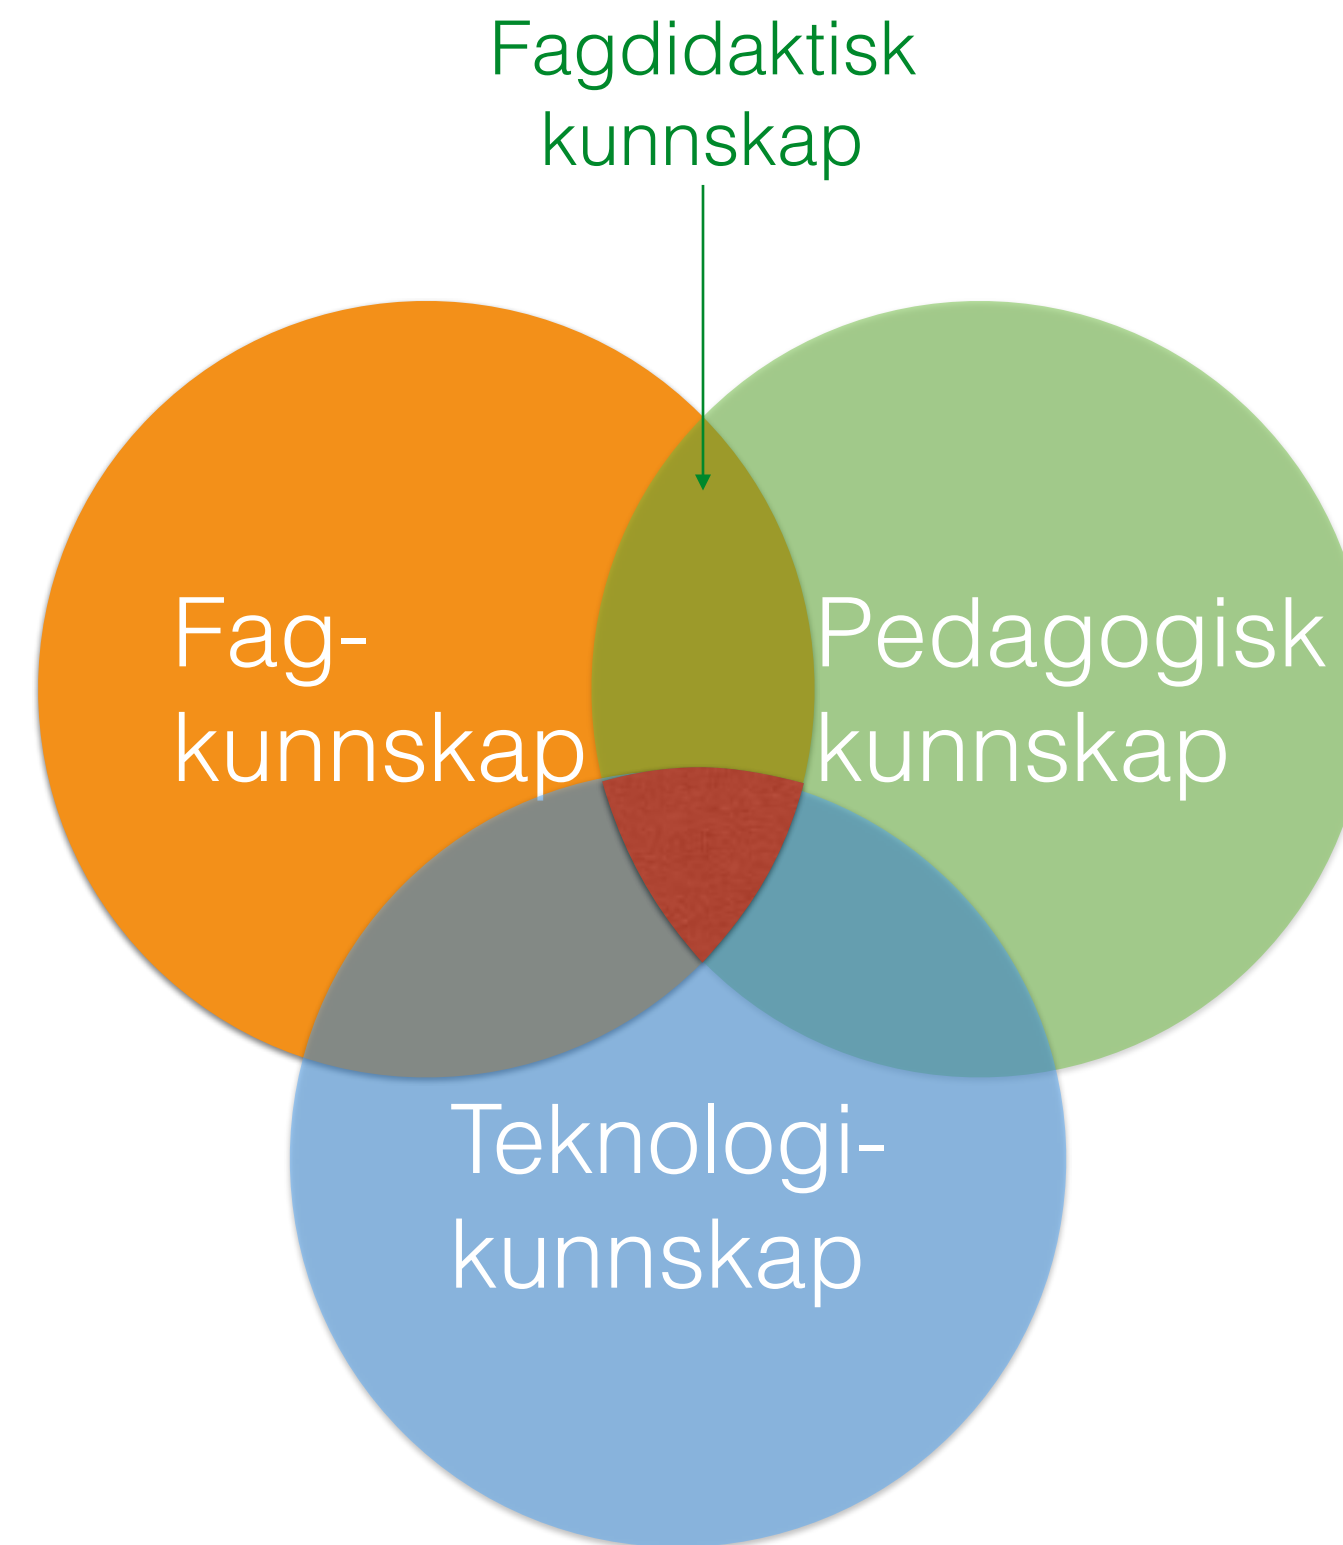 Fagdidaktisk
kunnskap
Fag-
kunnskap
Pedagogisk
kunnskap
Teknologi-
kunnskap